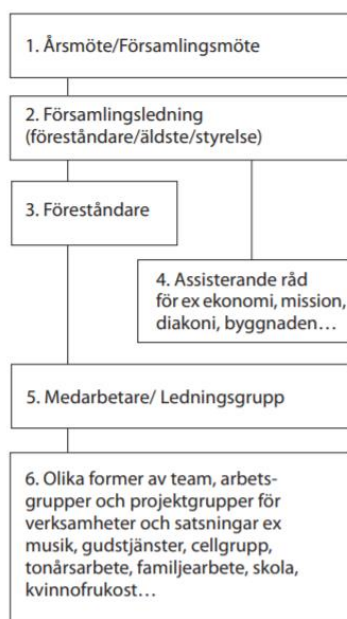 1. Årsmöte/Församlingsmöte
2. Församlingsledning
(föreståndare/äldste/styrelse)
3. Föreståndare
4. Assisterande råd
för ex ekonomi, mission,
diakoni, byggnaden…
5. Medarbetare/ Ledningsgrupp
6. Olika former av team, arbets-
grupper och projektgrupper för
verksamheter och satsningar ex
musik, gudstjänster, cellgrupp,
tonårsarbete, familjearbete, skola,
kvinnofrukost…